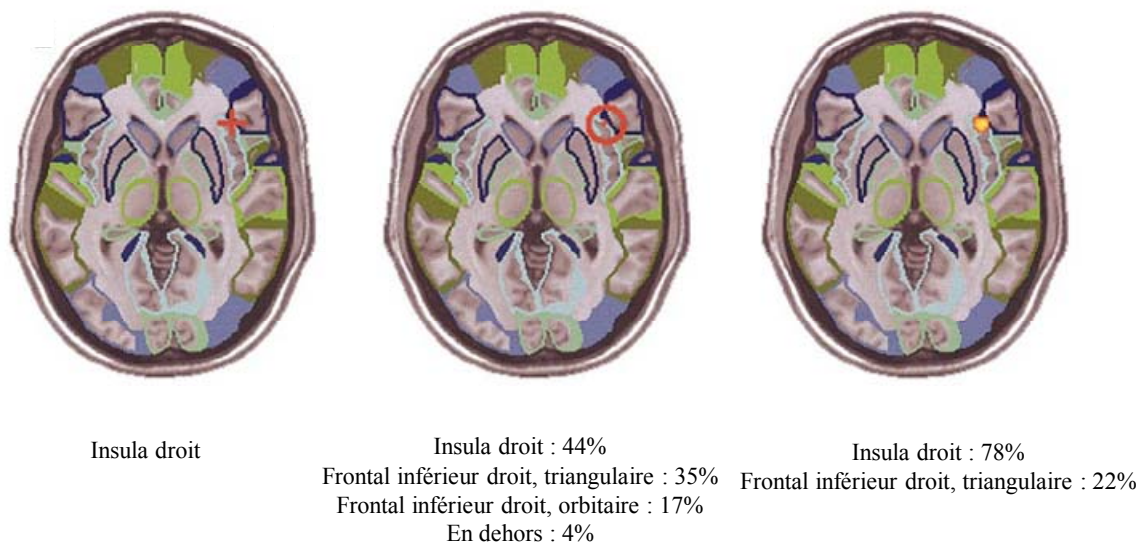 Insula droit
Insula droit : 44%
Frontal inférieur droit, triangulaire : 35%
Frontal inférieur droit, orbitaire : 17%
En dehors : 4%
Insula droit : 78%
Frontal inférieur droit, triangulaire : 22%